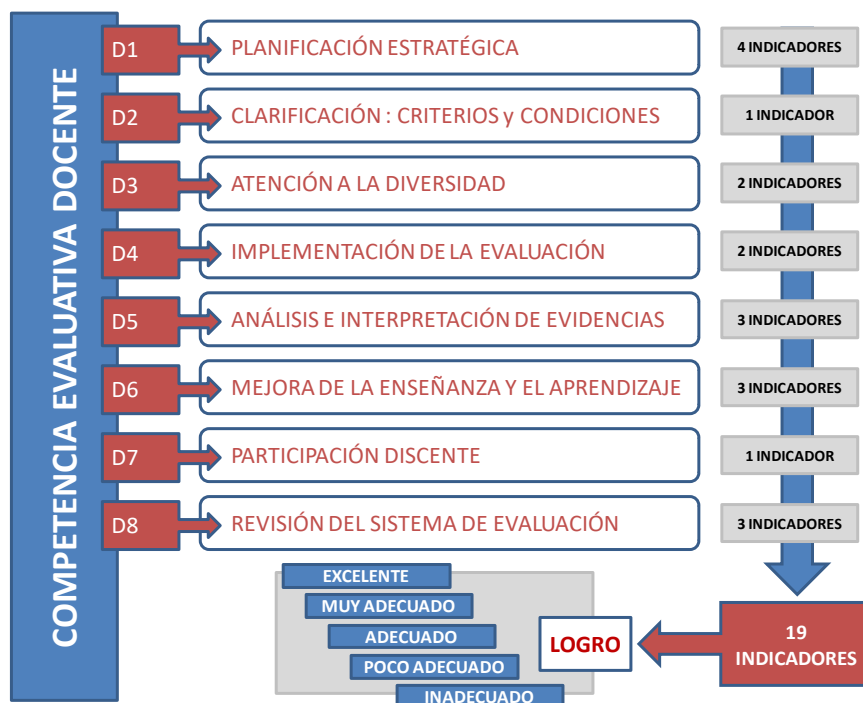 COMPETENCIA EVALUATIVA DOCENTE
D1
PLANIFICACIÓN ESTRATÉGICA
4 INDICADORES
D2
CLARIFICACIÓN : CRITERIOS y CONDICIONES
1 INDICADOR
D3
ATENCIÓN A LA DIVERSIDAD
2 INDICADORES
D4
IMPLEMENTACIÓN DE LA EVALUACIÓN
2 INDICADORES
D5
ANÁLISIS E INTERPRETACIÓN DE EVIDENCIAS
3 INDICADORES
D6
MEJORA DE LA ENSEÑANZA Y EL APRENDIZAJE
3 INDICADORES
D7
PARTICIPACIÓN DISCENTE
1 INDICADOR
D8
REVISIÓN DEL SISTEMA DE EVALUACIÓN
3 INDICADORES
EXCELENTE
MUY ADECUADO
ADECUADO
POCO ADECUADO
INADECUADO
LOGRO
19
INDICADORES